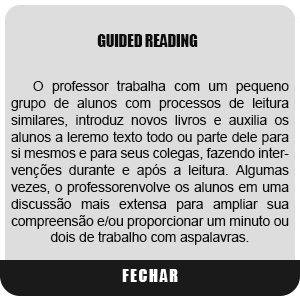 GUIDED READING
O professor trabalha com um pequeno
grupo de alunos com processos de leitura
similares, introduz novos livros e auxilia os
alunos a leremo texto todo ou parte dele para
si mesmos e para seus colegas, fazendo inter-
venções durante e após a leitura. Algumas
vezes, o professorenvolve os alunos em uma
discussão mais extensa para ampliar sua
compreensão e/ou proporcionar um minuto ou
dois de trabalho com aspalavras.
FECHAR